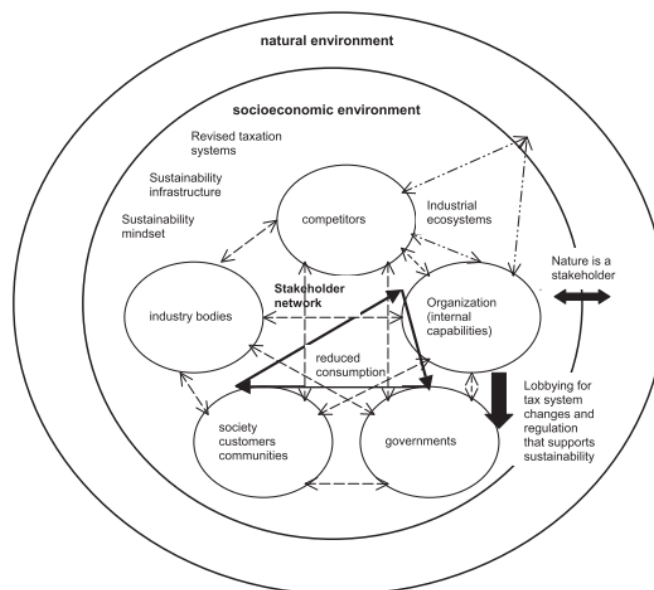 natural environment
socioeconomic environment
Revised taxation
systems
Sustainability
infrastructure
Sustainability
mindset
competitors
Industrial
ecosystems
Nature is a
stakeholder
Stakeholder
network
industry bodies
Organization
(internal
capabilities)
reduced
consumption
Lobbying for
tax system
changes and
regulation
that supports
sustainability
society
customers
communities
governments